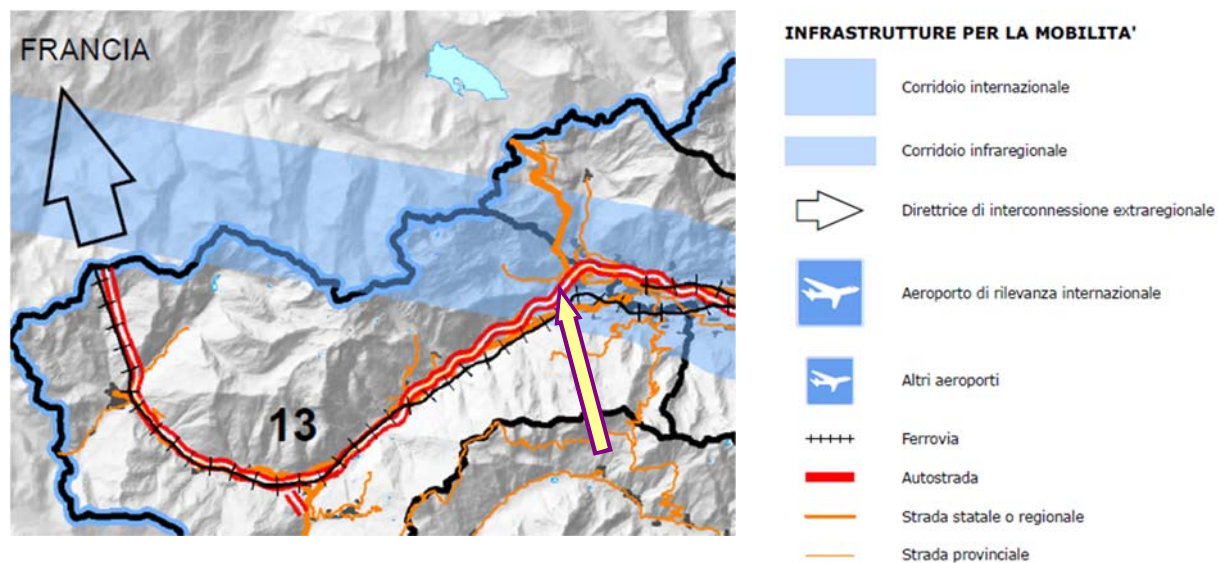 FRANCIA
13
INFRASTRUTTURE PER LA MOBILITA'
Corridoio internazionale
Corridoio infraregionale
Direttrice di interconnessione extraregionale
Aeroporto di rilevanza internazionale
Altri aeroporti
Ferrovia
Autostrada
Strada statale o regionale
Strada provinciale